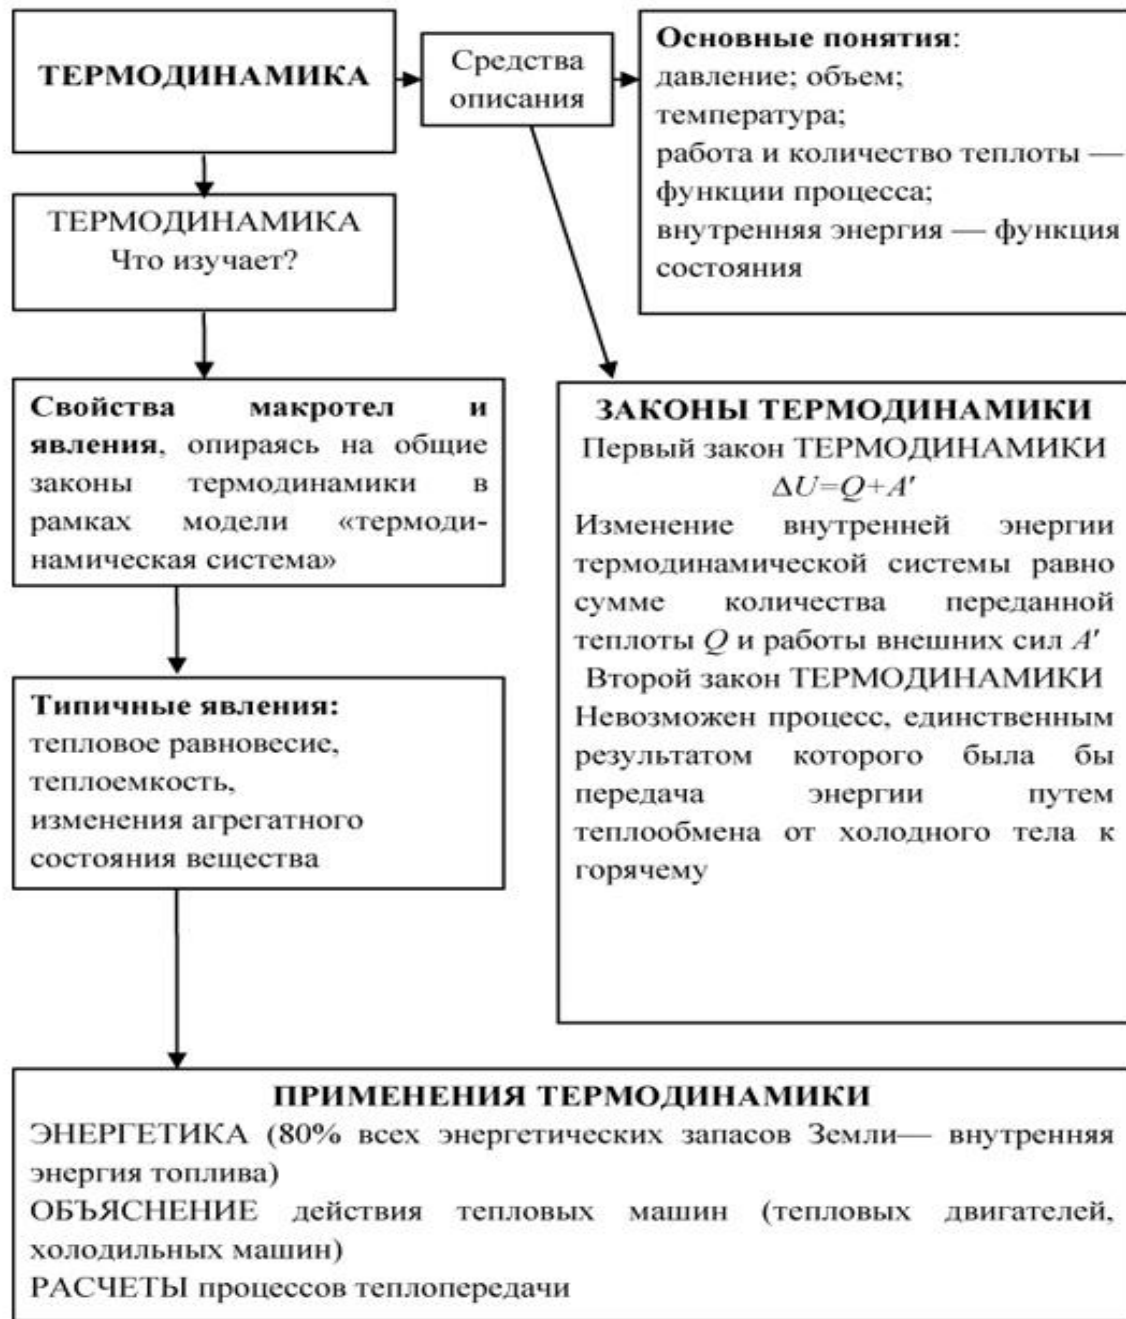 ТЕРМОДИНАМИКА
Средства
описания
Основные понятия:
давление; объем;
температура;
работа и количество теплоты —
функции процесса;
внутренняя энергия — функция
состояния
ТЕРМОДИНАМИКА
Что изучает?
Свойства макротел и
явления, опираясь на общие
законы термодинамики в
рамках модели «термоди-
намическая система»
ЗАКОНЫ ТЕРМОДИНАМИКИ
Первый закон ТЕРМОДИНАМИКИ
ΔU=Q+A′
Изменение внутренней энергии
термодинамической системы равно
сумме количества переданной
теплоты Q и работы внешних сил A′
Второй закон ТЕРМОДИНАМИКИ
Невозможен процесс, единственным
результатом которого была бы
передача энергии путем
теплообмена от холодного тела к
горячему
Типичные явления:
тепловое равновесие,
теплоемкость,
изменения агрегатного
состояния вещества
ПРИМЕНЕНИЯ ТЕРМОДИНАМИКИ
ЭНЕРГЕТИКА (80% всех энергетических запасов Земли— внутренняя
энергия топлива)
ОБЪЯСНЕНИЕ действия тепловых машин (тепловых двигателей,
холодильных машин)
РАСЧЕТЫ процессов теплопередачи